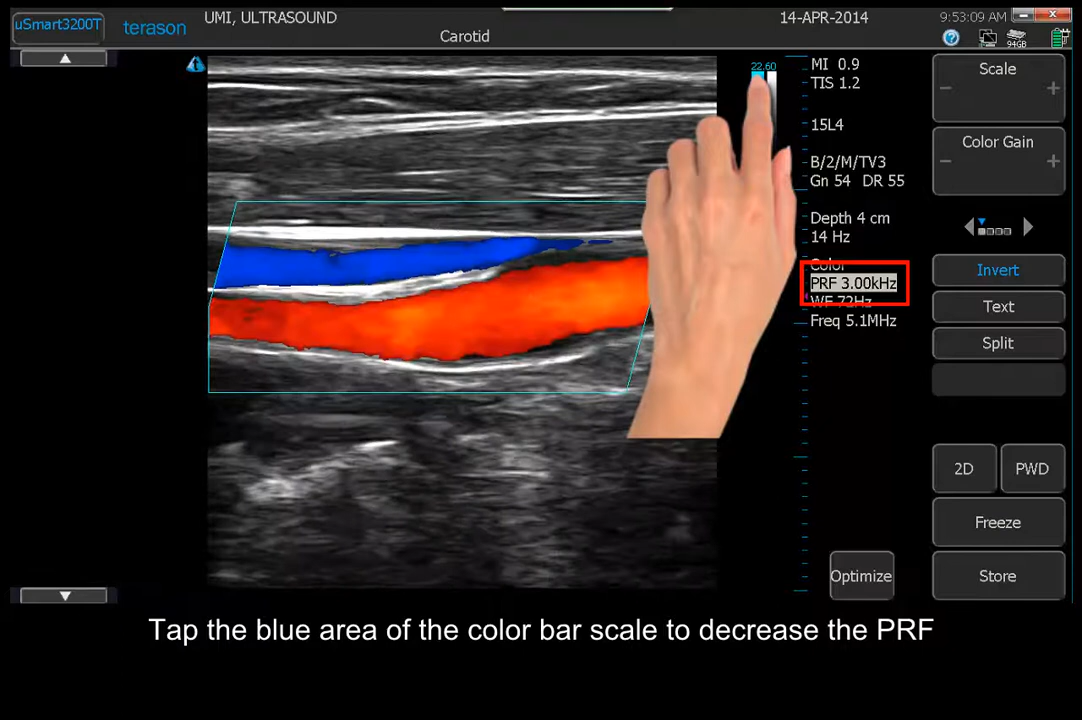 uSmart3200T
terason
UMI, ULTRASOUND
Carotid
14-APR-2014
9:53:09 AM
94GB
22.60
MI 0.9
TIS 1.2
15L4
B/2/M/TV3
Gn 54 DR 55
Depth 4 cm
14 Hz
Color
PRF 3.00kHz
WF 72Hz
Freq 5.1MHz
Scale
Color Gain
Invert
Text
Split
2D
PWD
Freeze
Optimize
Store
Tap the blue area of the color bar scale to decrease the PRF